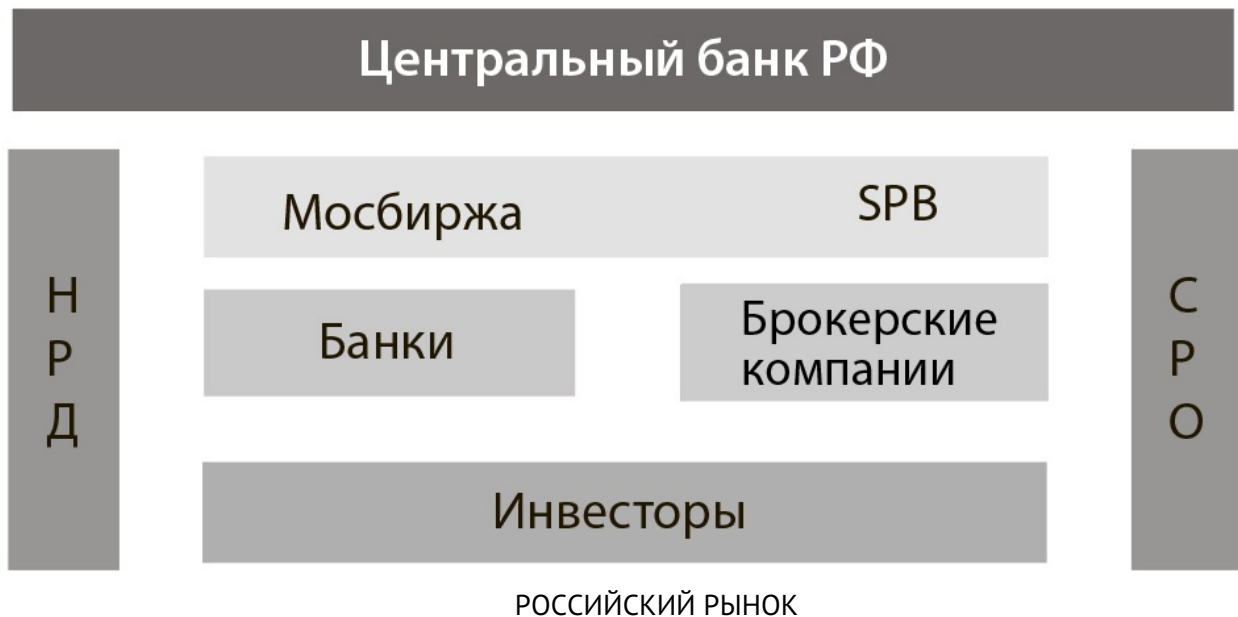 Центральный банк РФ
Н
Р
Д
Мосбиржа
SPB
Банки
Брокерские
компании
Инвесторы
С
Р
О
РОССИЙСКИЙ РЫНОК